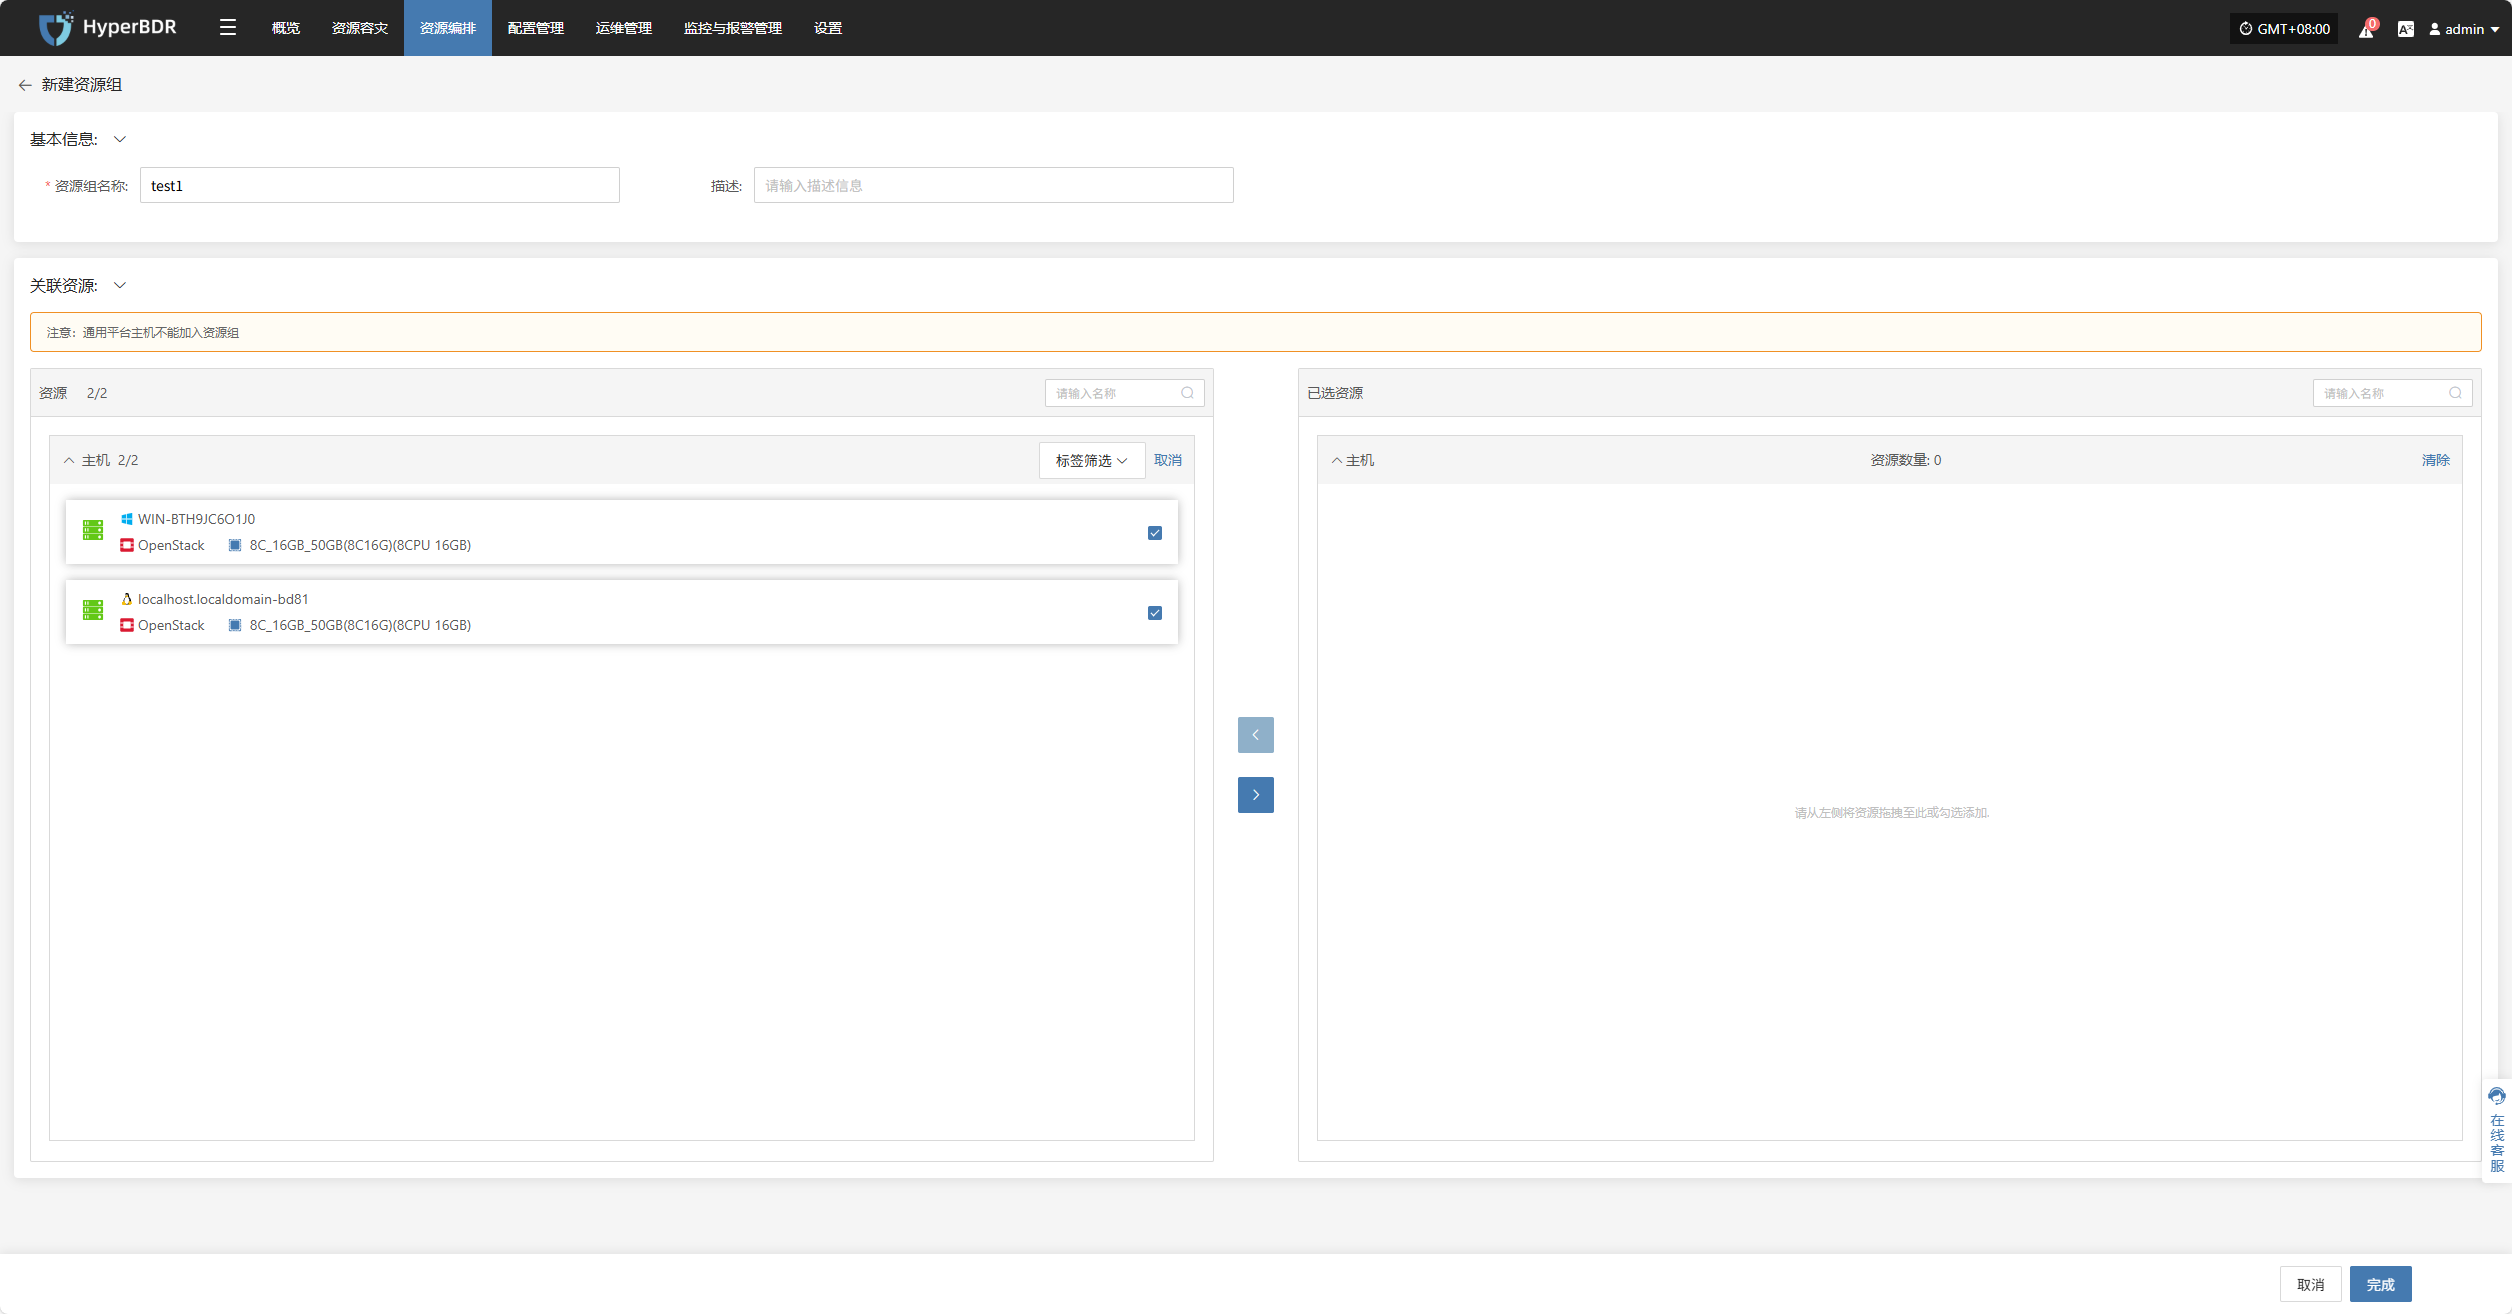 HyperBDR 概览 资源容灾 资源编排 配置管理 运维管理 监控与报警管理 设置 GMT+08:00 0 admin
新建资源组
基本信息:
* 资源组名称: test1 描述: 请输入描述信息
关联资源:
注意：通用平台主机不能加入资源组
资源 2/2 请输入名称
主机 2/2 标签筛选 取消
WIN-BTH9JC6O1J0
OpenStack 8C_16GB_50GB(8C16G)(8CPU 16GB)
localhost.localdomain-bd81
OpenStack 8C_16GB_50GB(8C16G)(8CPU 16GB)
已选资源 请输入名称
主机 资源数量: 0 清除
请从左侧将资源拖拽至此或勾选添加.
在线客服
取消 完成